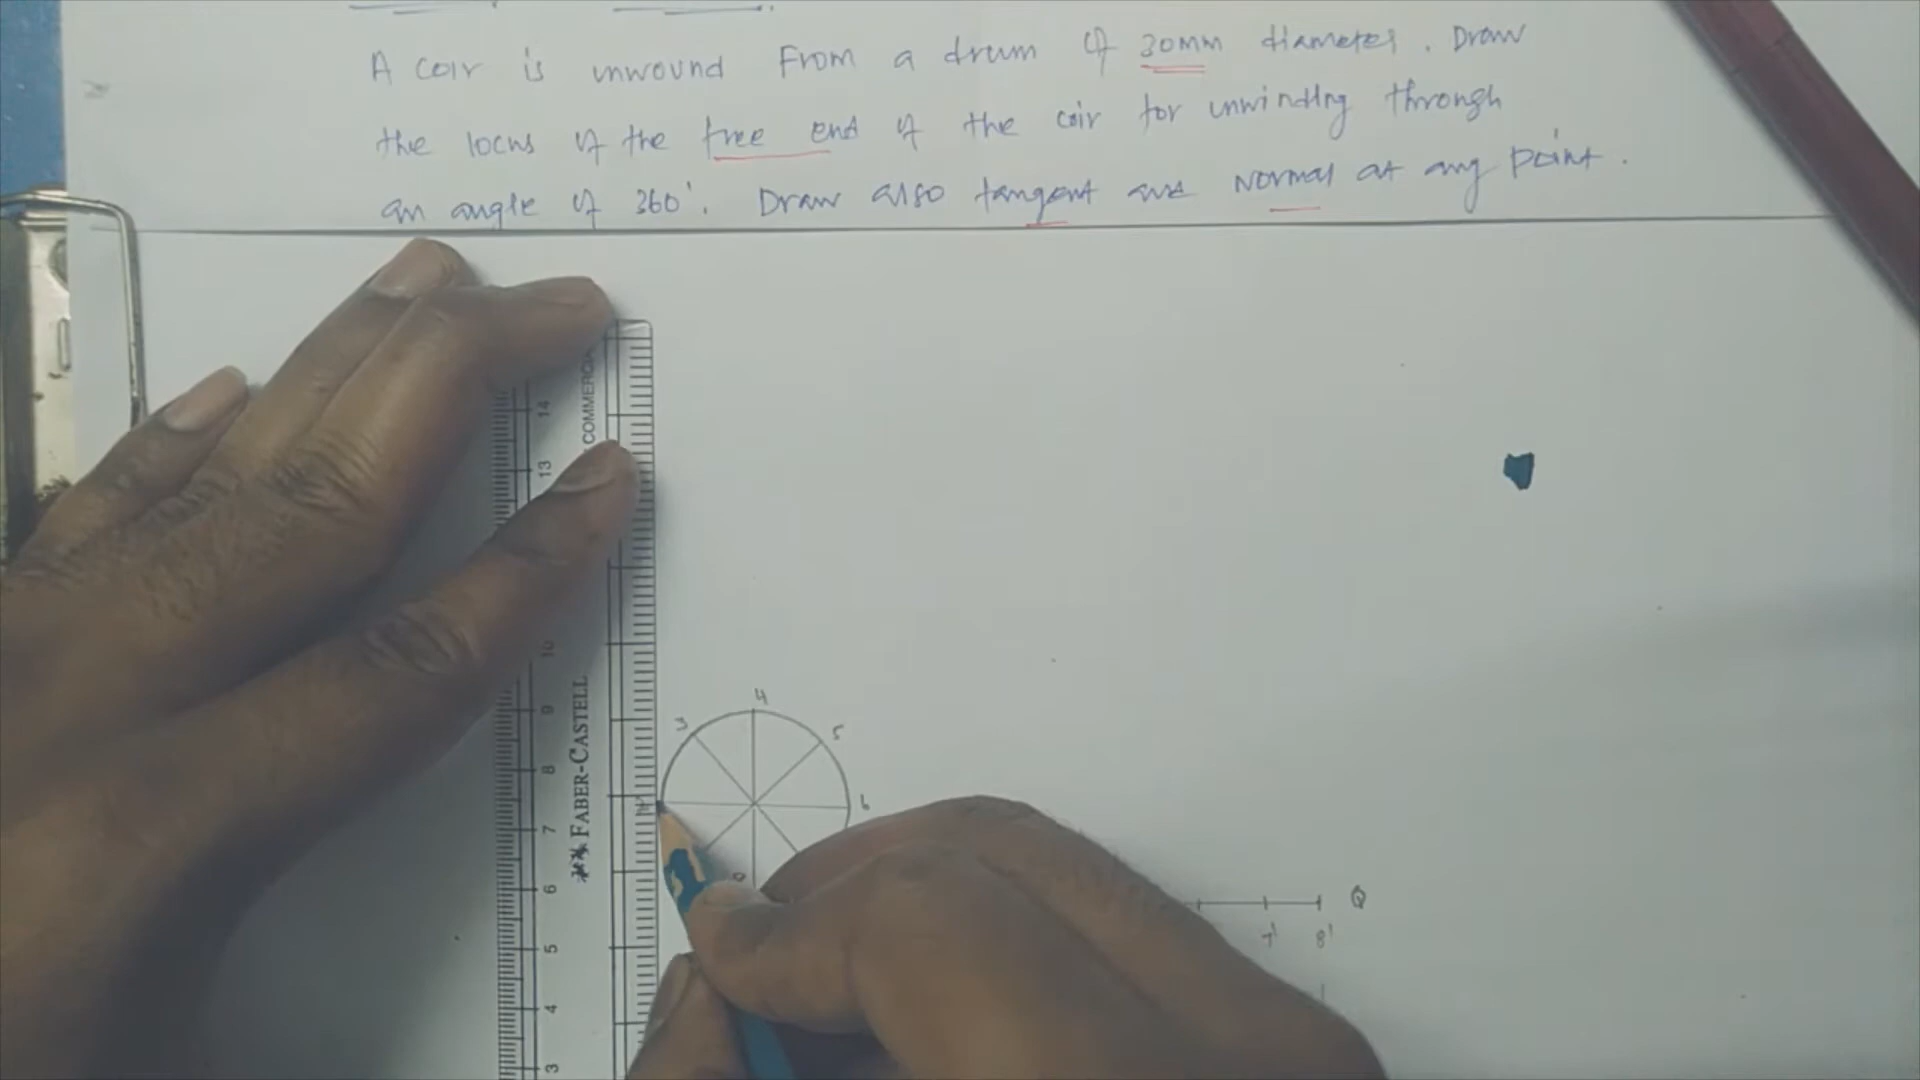 A coir is unwound From a drum of 30mm diameter. Draw
the locus of the free end of the coir for unwinding through
an angle of 360'. Draw also tangent and Normal at any point.
14
COMMERCIA
13
10
9
FABER-CASTELL
8
7
6
5
4
3
4
3
5
6
Q
7' 8'